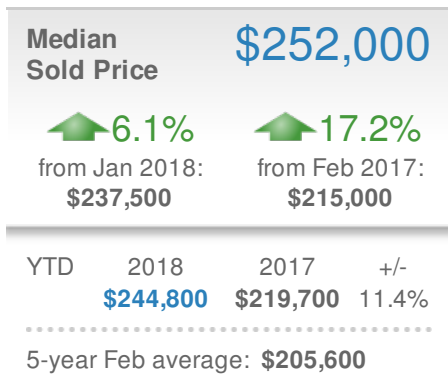 Median $252,000
Sold Price
6.1% 17.2%
from Jan 2018: from Feb 2017:
$237,500 $215,000
YTD 2018 2017 +/-
$244,800 $219,700 11.4%
5-year Feb average: $205,600